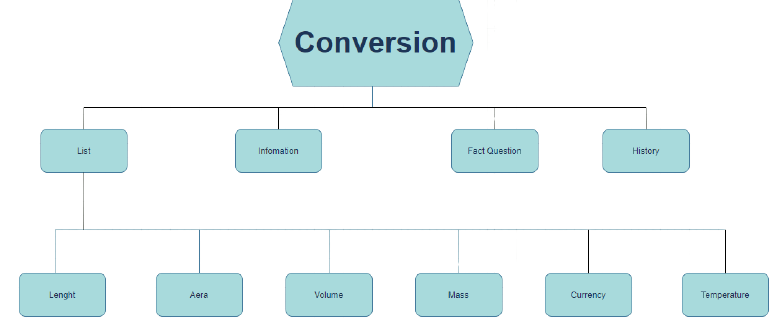 Conversion
List
Infomation
Fact Question
History
Lenght
Aera
Volume
Mass
Currency
Temperature